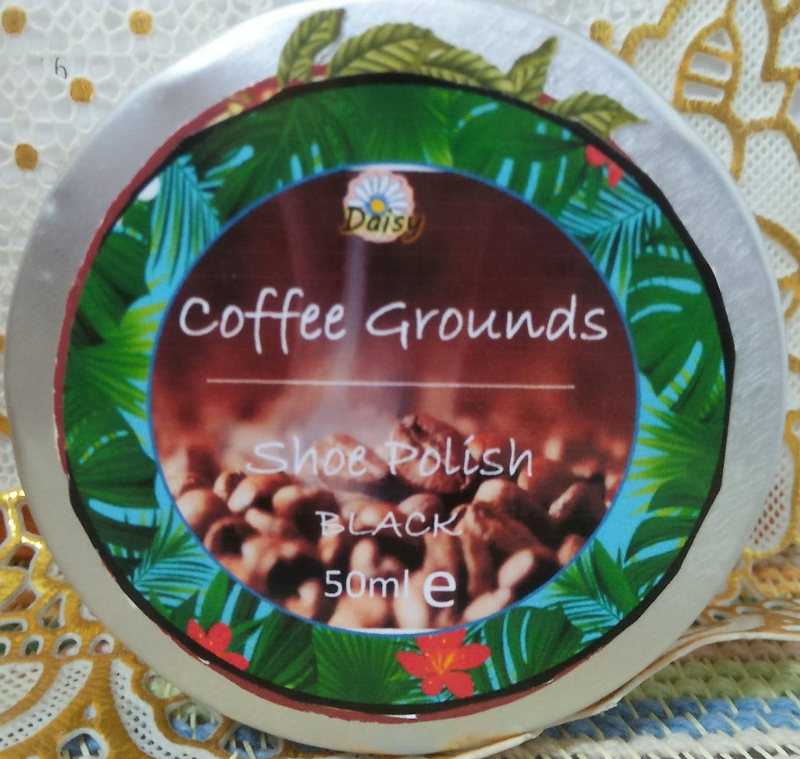 Daisy
Coffee Grounds
Shoe Polish
BLACK
50ml e